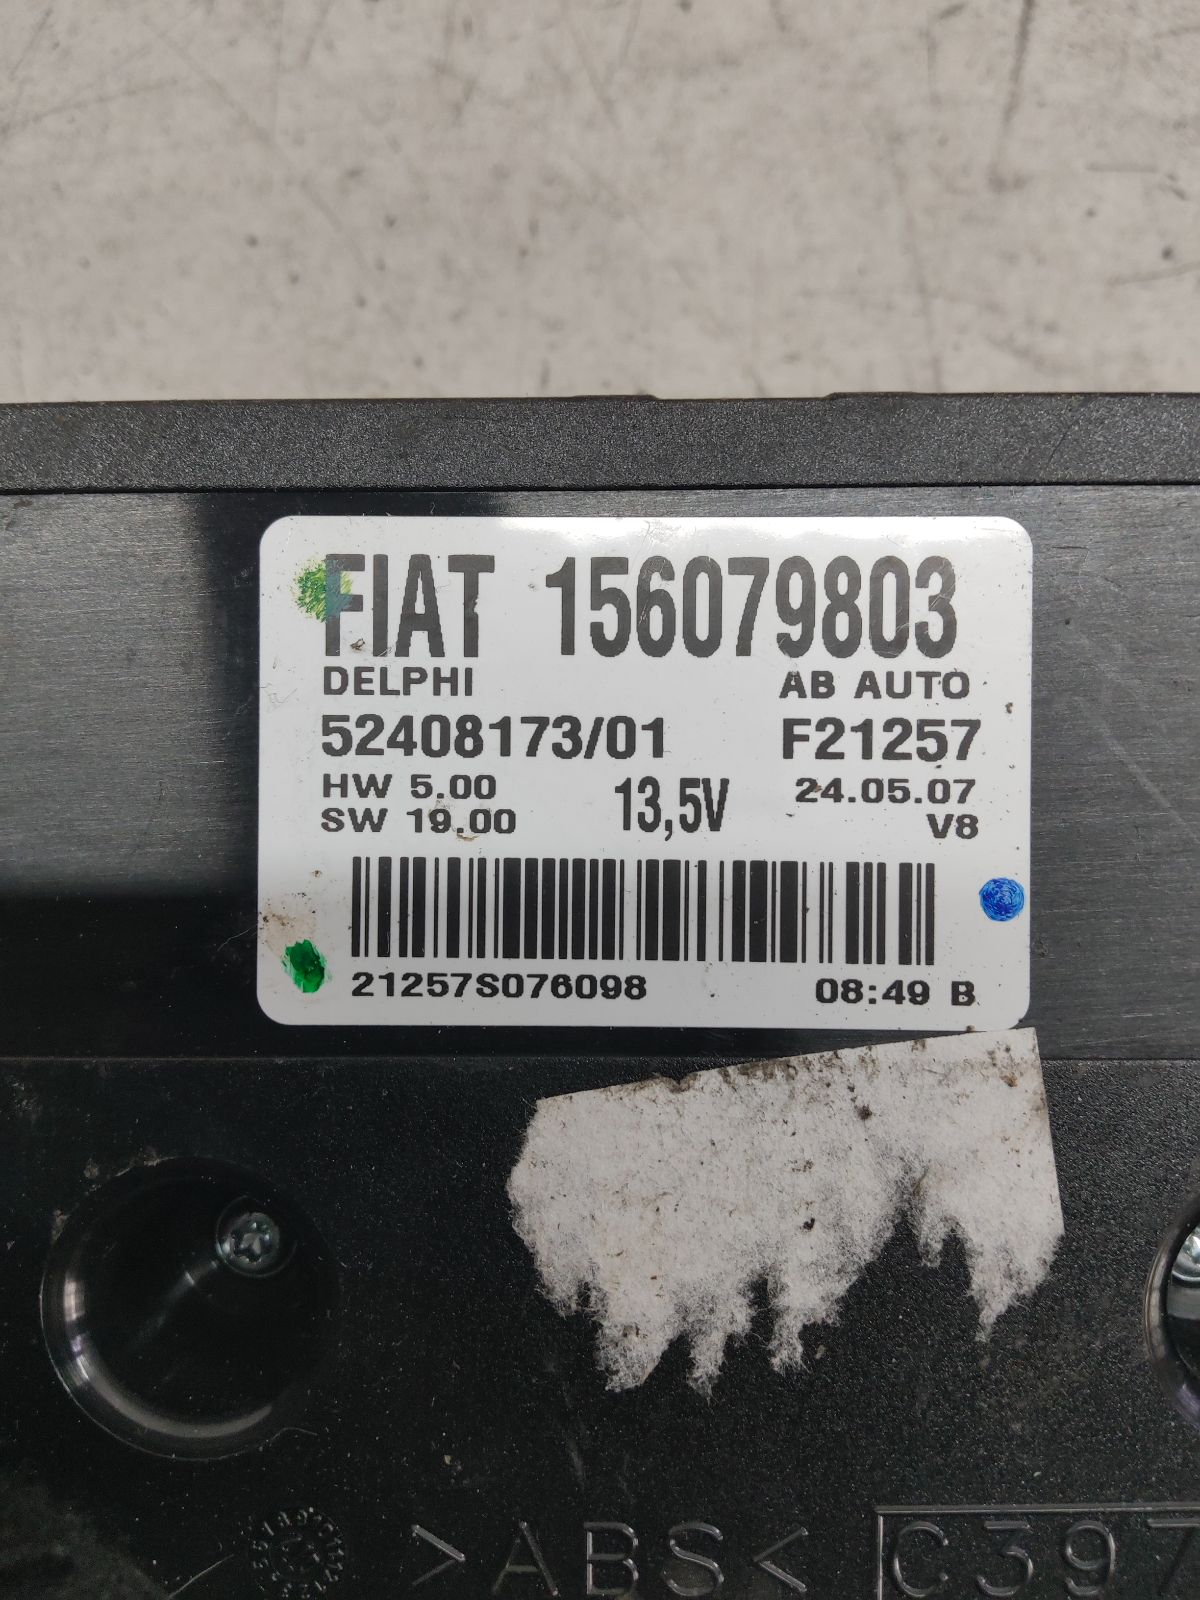 FIAT 156079803
DELPHI AB AUTO
52408173/01 F21257
HW 5.00 13,5V 24.05.07
SW 19.00 V8
21257S076098 08:49 B
>ABS< C397